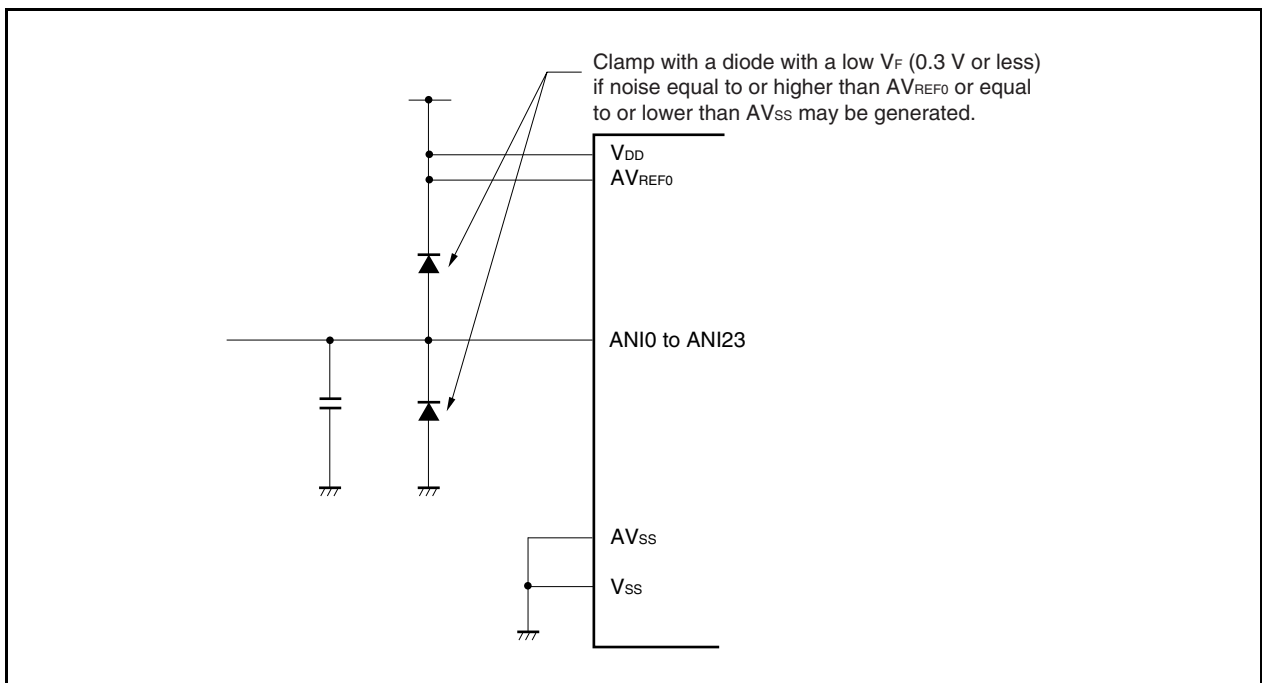 Clamp with a diode with a low VF (0.3 V or less)
if noise equal to or higher than AVREF0 or equal
to or lower than AVSS may be generated.
VDD
AVREF0
ANI0 to ANI23
AVSS
VSS